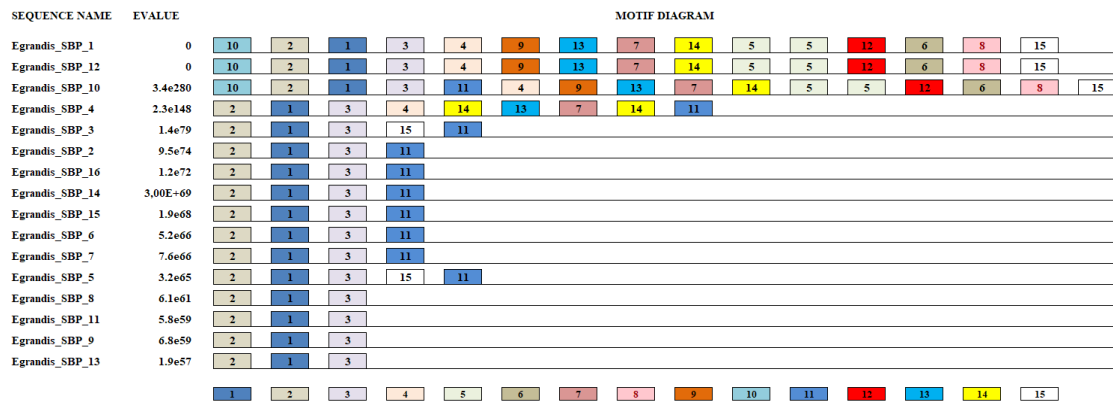 SEQUENCE NAME EVALUE MOTIF DIAGRAM
Egrandis_SBP_1 0 10 2 1 3 4 9 13 7 14 5 5 12 6 8 15
Egrandis_SBP_12 0 10 2 1 3 4 9 13 7 14 5 5 12 6 8 15
Egrandis_SBP_10 3.4e280 10 2 1 3 11 4 9 13 7 14 5 5 12 6 8 15
Egrandis_SBP_4 2.3e148 2 1 3 4 14 13 7 14 11
Egrandis_SBP_3 1.4e79 2 1 3 15 11
Egrandis_SBP_2 9.5e74 2 1 3 11
Egrandis_SBP_16 1.2e72 2 1 3 11
Egrandis_SBP_14 3,00E+69 2 1 3 11
Egrandis_SBP_15 1.9e68 2 1 3 11
Egrandis_SBP_6 5.2e66 2 1 3 11
Egrandis_SBP_7 7.6e66 2 1 3 11
Egrandis_SBP_5 3.2e65 2 1 3 15 11
Egrandis_SBP_8 6.1e61 2 1 3
Egrandis_SBP_11 5.8e59 2 1 3
Egrandis_SBP_9 6.8e59 2 1 3
Egrandis_SBP_13 1.9e57 2 1 3
1 2 3 4 5 6 7 8 9 10 11 12 13 14 15